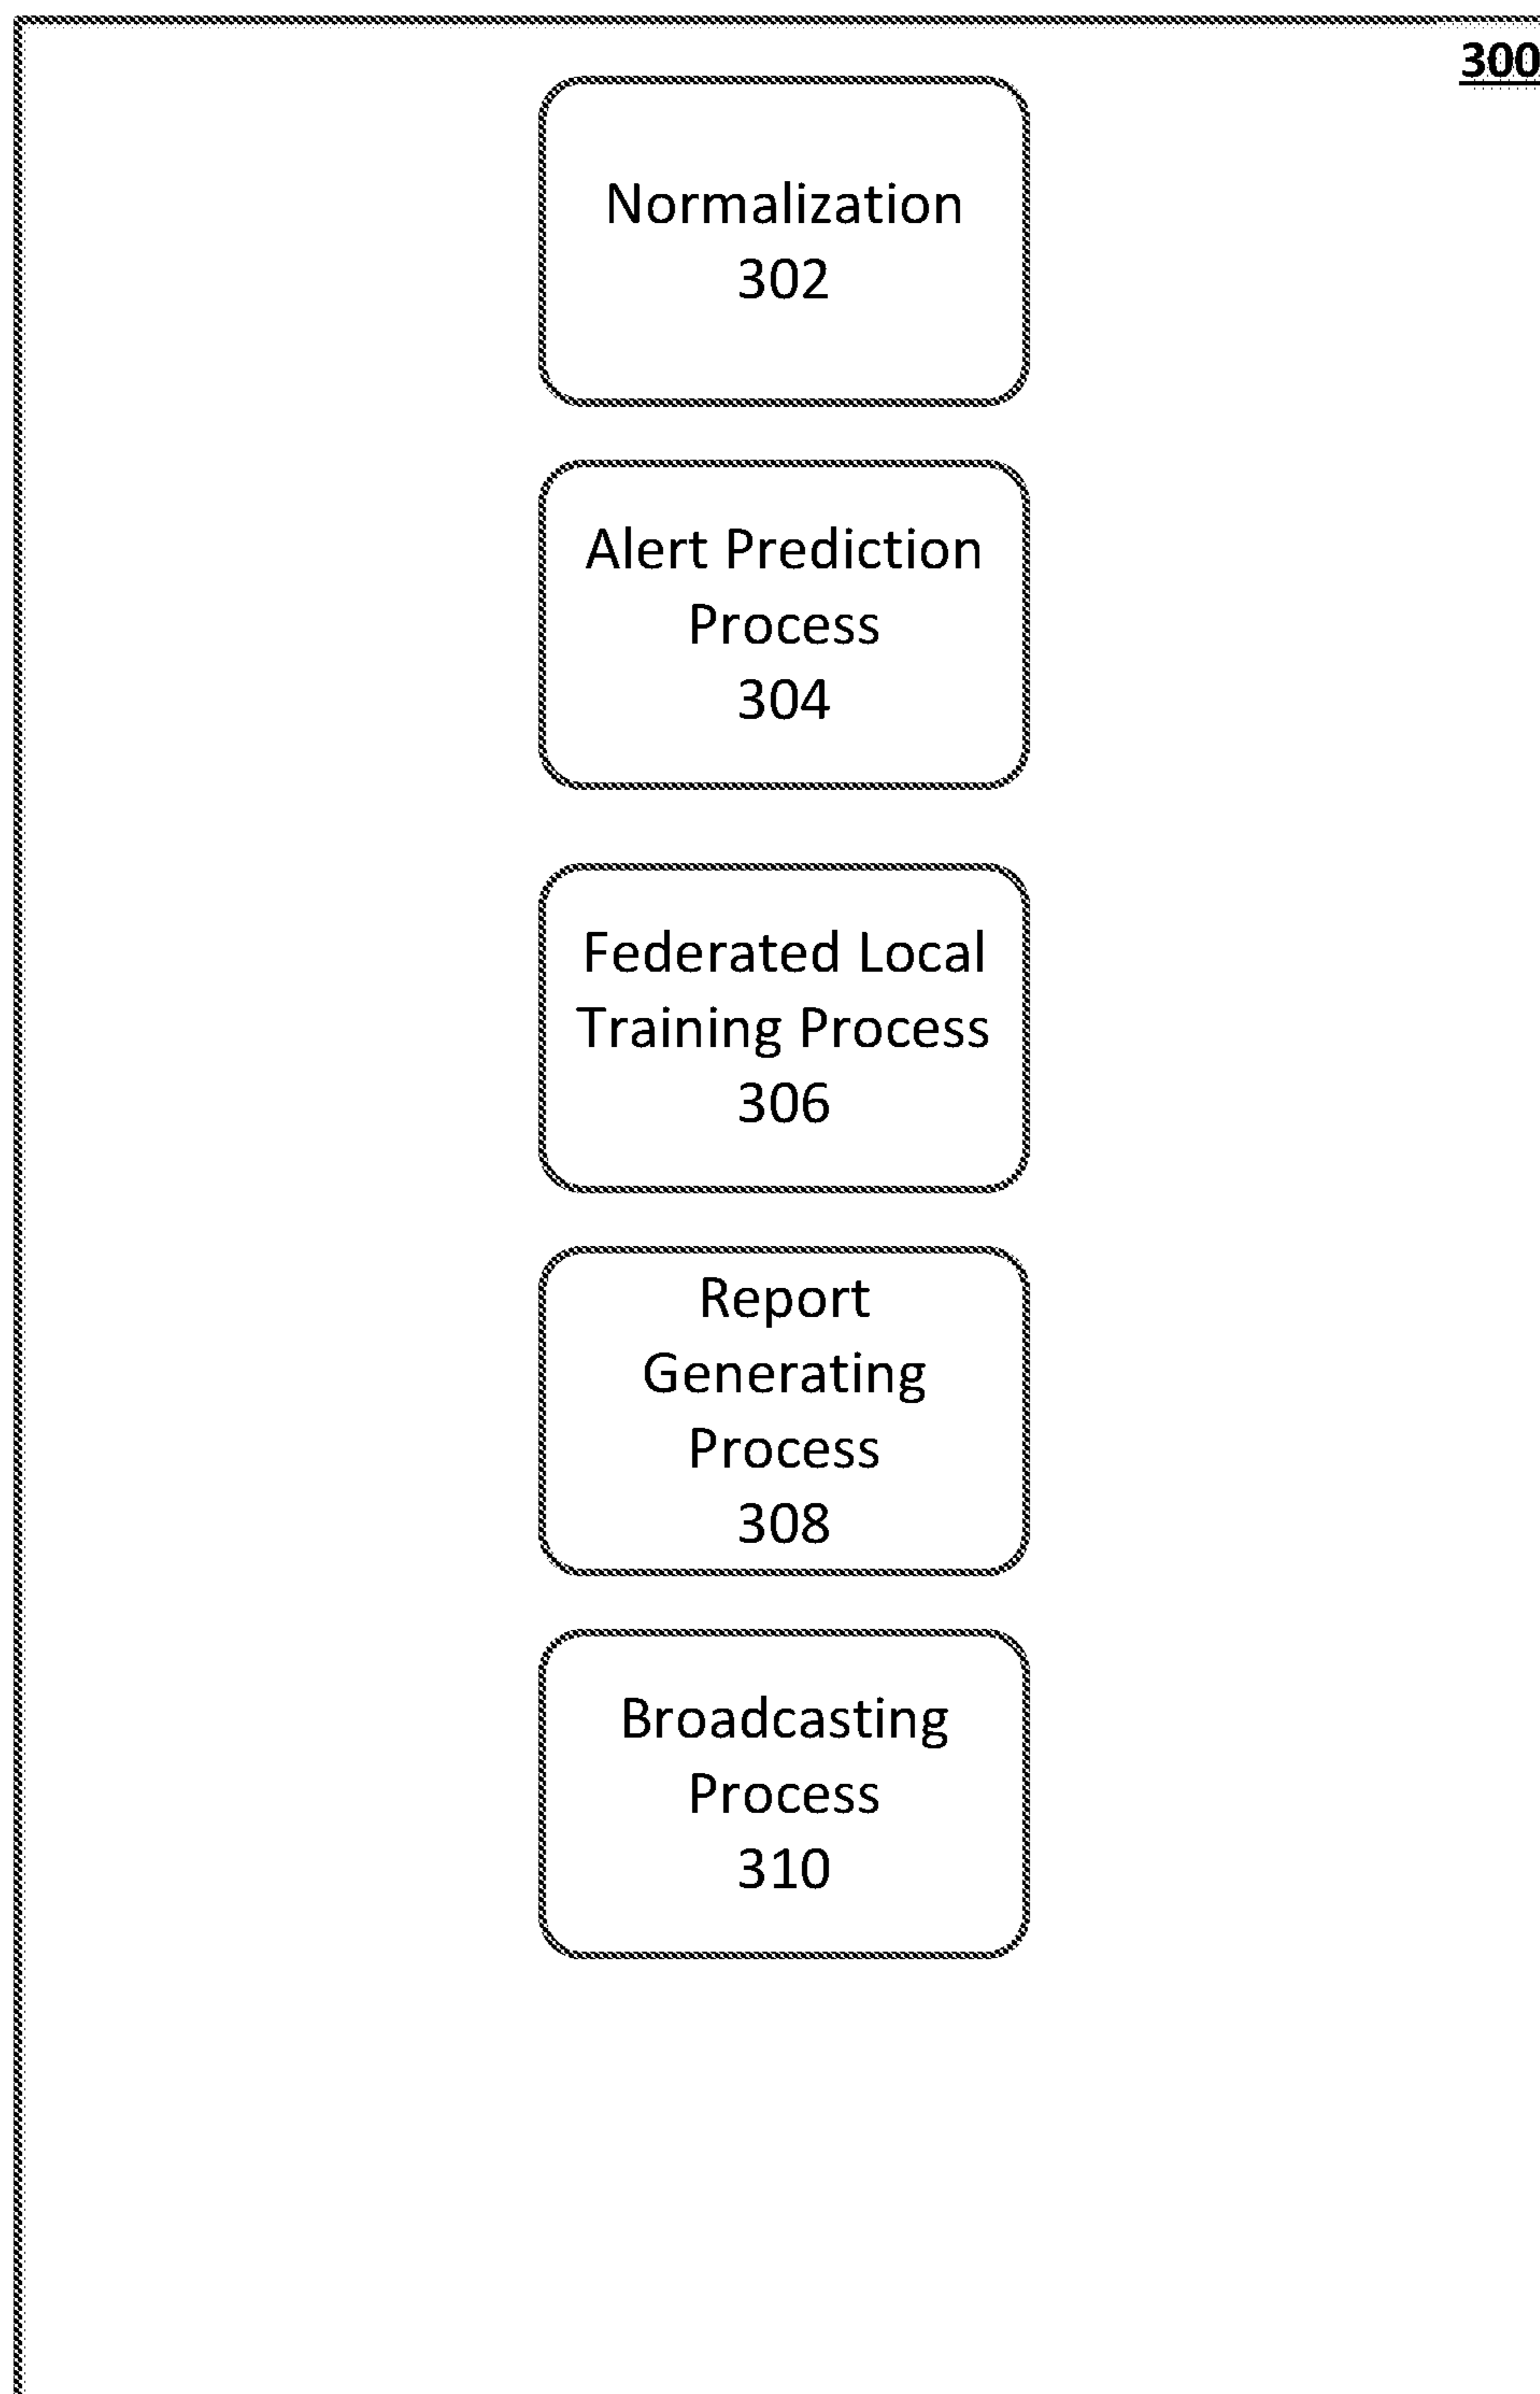 300
Normalization
302
Alert Prediction
Process
304
Federated Local
Training Process
306
Report
Generating
Process
308
Broadcasting
Process
310